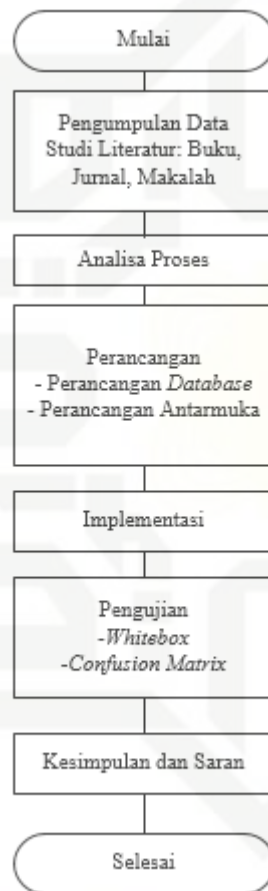 Mulai
Pengumpulan Data
Studi Literatur: Buku,
Jurnal, Makalah
Analisa Proses
Perancangan
- Perancangan Database
- Perancangan Antarmuka
Implementasi
Pengujian
-Whitebox
-Confusion Matrix
Kesimpulan dan Saran
Selesai